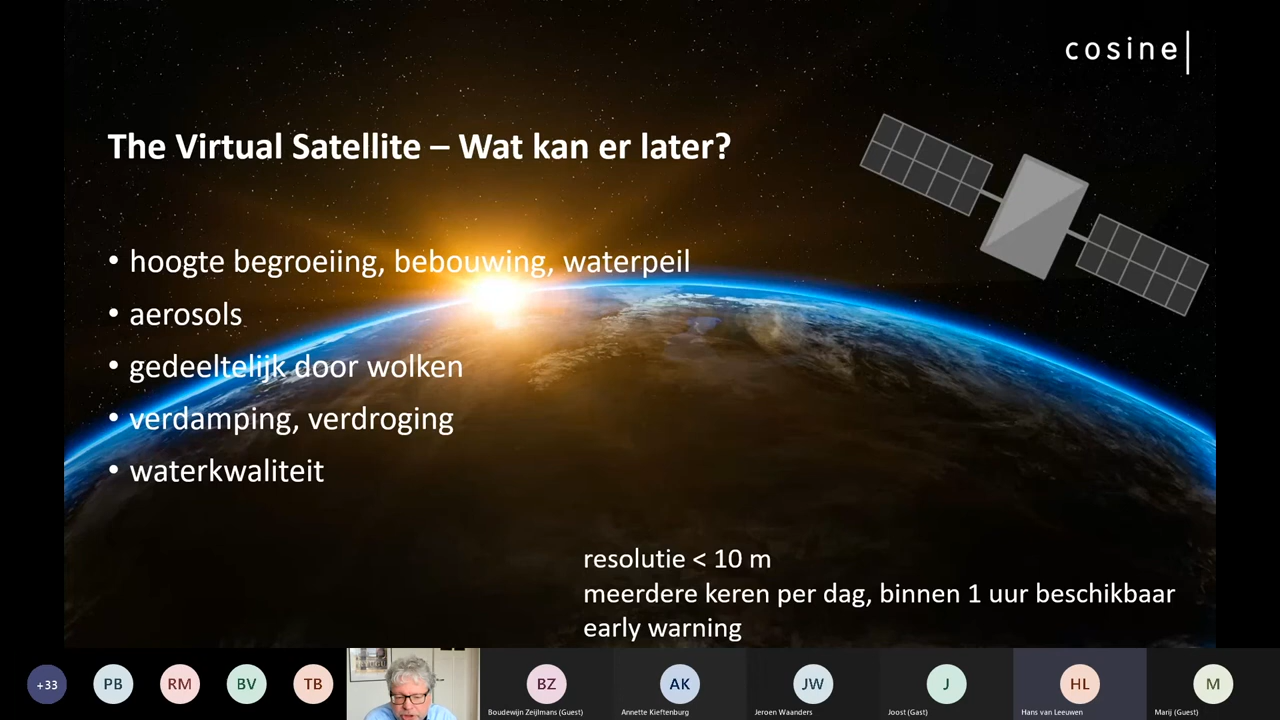 cosine
The Virtual Satellite – Wat kan er later?
• hoogte begroeiing, bebouwing, waterpeil
• aerosols
• gedeeltelijk door wolken
• verdamping, verdroging
• waterkwaliteit
resolutie < 10 m
meerdere keren per dag, binnen 1 uur beschikbaar
early warning
+33 PB RM BV TB BZ AK JW J HL M
Boudewijn Zeijlmans (Guest) Annette Kieftenburg Jeroen Waanders Joost (Gast) Hans van Leeuwen Marij (Guest)